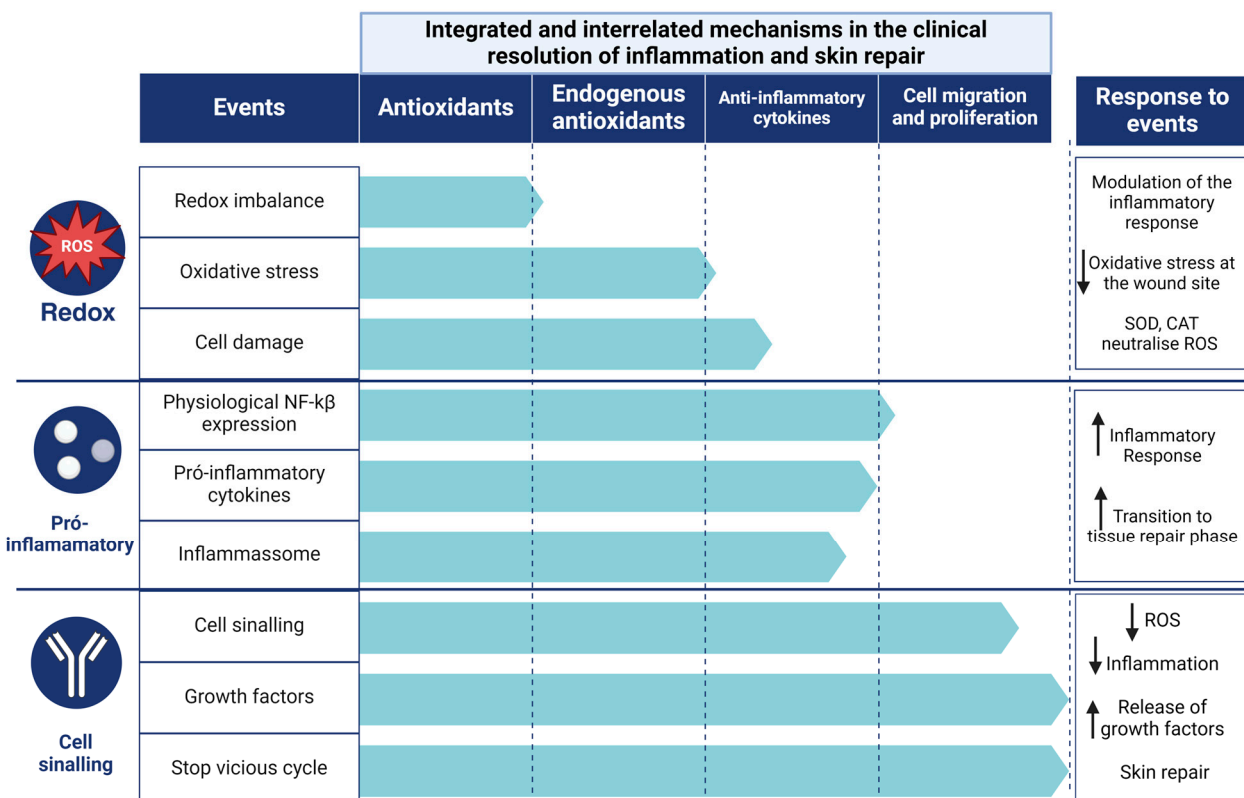 Integrated and interrelated mechanisms in the clinical
resolution of inflammation and skin repair
Events
Antioxidants
Endogenous
antioxidants
Anti-inflammatory
cytokines
Cell migration
and proliferation
Response to
events
ROS
Redox
Redox imbalance
Oxidative stress
Cell damage
Modulation of the
inflammatory
response
Oxidative stress at
the wound site
SOD, CAT
neutralise ROS
Pró-
inflamamatory
Physiological NF-kβ
expression
Pró-inflammatory
cytokines
Inflammassome
Inflammatory
Response
Transition to
tissue repair phase
Cell
sinalling
Cell sinalling
Growth factors
Stop vicious cycle
ROS
Inflammation
Release of
growth factors
Skin repair